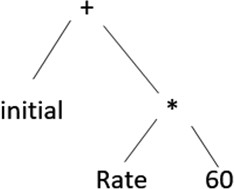 +
initial
*
Rate 60